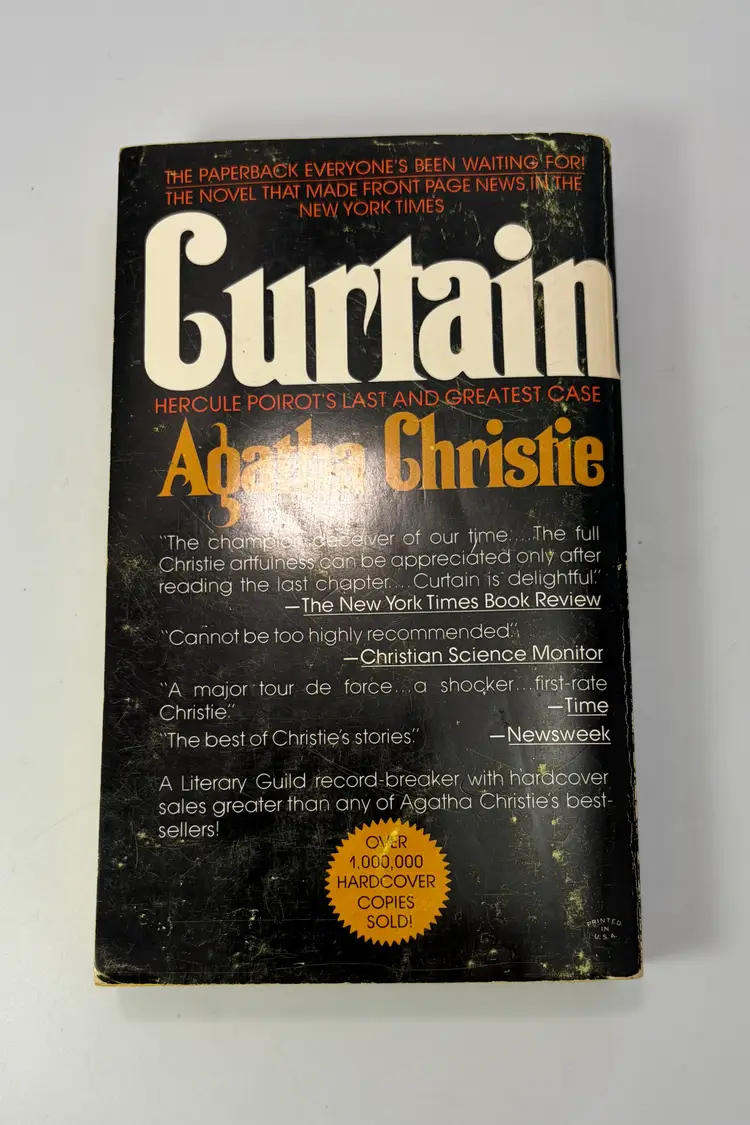 THE PAPERBACK EVERYONE'S BEEN WAITING FOR!
THE NOVEL THAT MADE FRONT PAGE NEWS IN THE
NEW YORK TIMES
Curtain
HERCULE POIROT'S LAST AND GREATEST CASE
Agatha Christie
"The champion deceiver of our time....The full
Christie artfulness can be appreciated only after
reading the last chapter....Curtain is delightful."
—The New York Times Book Review
"Cannot be too highly recommended."
—Christian Science Monitor
"A major tour de force...a shocker...first-rate
Christie." —Time
"The best of Christie's stories." —Newsweek
A Literary Guild record-breaker with hardcover
sales greater than any of Agatha Christie's best-
sellers!
OVER
1,000,000
HARDCOVER
COPIES
SOLD!
PRINTED
IN
U.S.A.